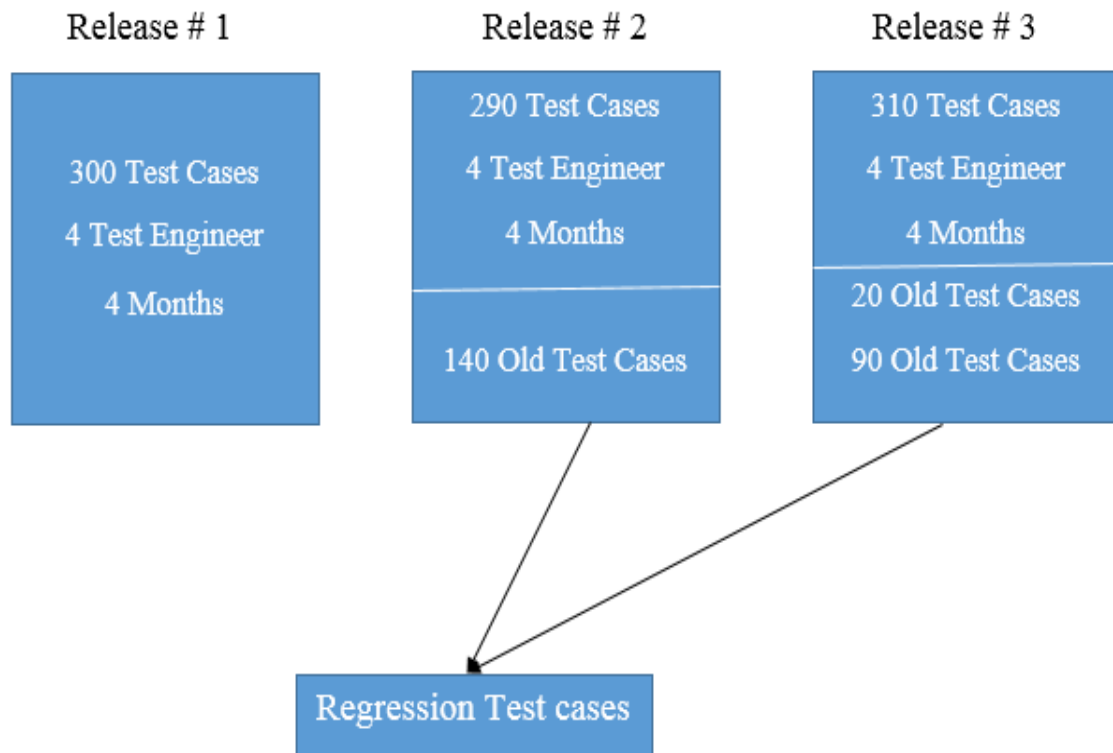 Release # 1
300 Test Cases
4 Test Engineer
4 Months
Release # 2
290 Test Cases
4 Test Engineer
4 Months
140 Old Test Cases
Release # 3
310 Test Cases
4 Test Engineer
4 Months
20 Old Test Cases
90 Old Test Cases
Regression Test cases